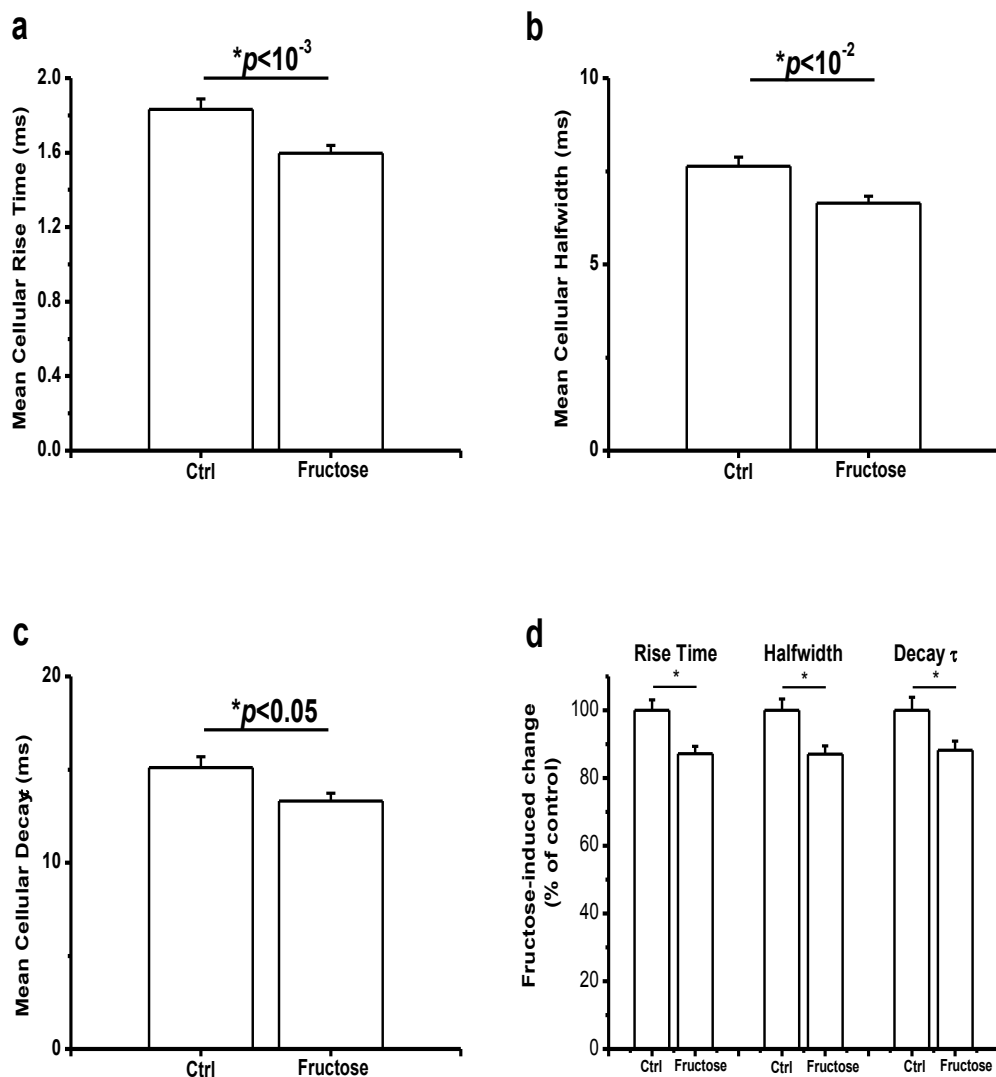 a
*p<10⁻³
2.0
1.6
1.2
0.8
0.4
0.0
Mean Cellular Rise Time (ms)
Ctrl
Fructose
b
*p<10⁻²
10
5
0
Mean Cellular Halfwidth (ms)
Ctrl
Fructose
c
*p<0.05
20
10
0
Mean Cellular Decay τ (ms)
Ctrl
Fructose
d
Rise Time
Halfwidth
Decay τ
*
*
*
100
80
60
40
20
0
Fructose-induced change
(% of control)
Ctrl Fructose
Ctrl Fructose
Ctrl Fructose